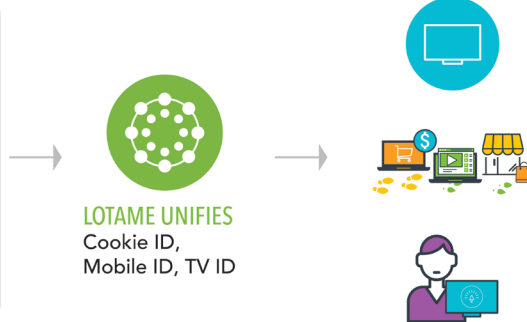 LOTAME UNIFIES
Cookie ID,
Mobile ID, TV ID
$